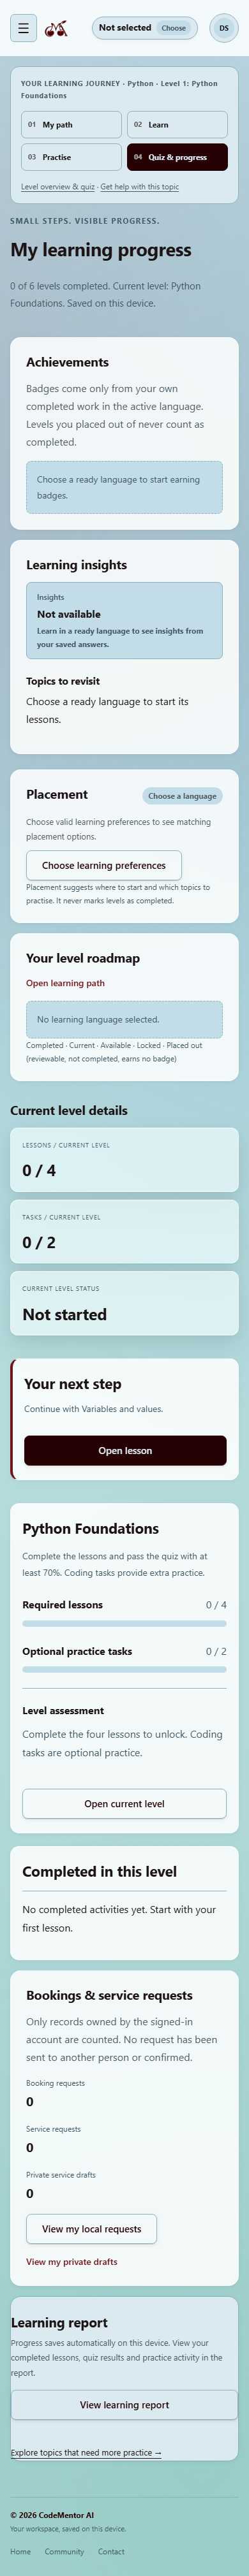 Not selected Choose DS
YOUR LEARNING JOURNEY · Python · Level 1: Python
Foundations
01 My path
02 Learn
03 Practise
04 Quiz & progress
Level overview & quiz · Get help with this topic
SMALL STEPS. VISIBLE PROGRESS.
My learning progress
0 of 6 levels completed. Current level: Python
Foundations. Saved on this device.
Achievements
Badges come only from your own
completed work in the active language.
Levels you placed out of never count as
completed.
Choose a ready language to start earning
badges.
Learning insights
Insights
Not available
Learn in a ready language to see insights from
your saved answers.
Topics to revisit
Choose a ready language to start its
lessons.
Placement Choose a language
Choose valid learning preferences to see matching
placement options.
Choose learning preferences
Placement suggests where to start and which topics to
practise. It never marks levels as completed.
Your level roadmap
Open learning path
No learning language selected.
Completed · Current · Available · Locked · Placed out
(reviewable, not completed, earns no badge)
Current level details
LESSONS / CURRENT LEVEL
0 / 4
TASKS / CURRENT LEVEL
0 / 2
CURRENT LEVEL STATUS
Not started
Your next step
Continue with Variables and values.
Open lesson
Python Foundations
Complete the lessons and pass the quiz with at
least 70%. Coding tasks provide extra practice.
Required lessons 0 / 4
Optional practice tasks 0 / 2
Level assessment
Complete the four lessons to unlock. Coding
tasks are optional practice.
Open current level
Completed in this level
No completed activities yet. Start with your
first lesson.
Bookings & service requests
Only records owned by the signed-in
account are counted. No request has been
sent to another person or confirmed.
Booking requests
0
Service requests
0
Private service drafts
0
View my local requests
View my private drafts
Learning report
Progress saves automatically on this device. View your
completed lessons, quiz results and practice activity in the
report.
View learning report
Explore topics that need more practice →
© 2026 CodeMentor AI
Your workspace, saved on this device.
Home Community Contact